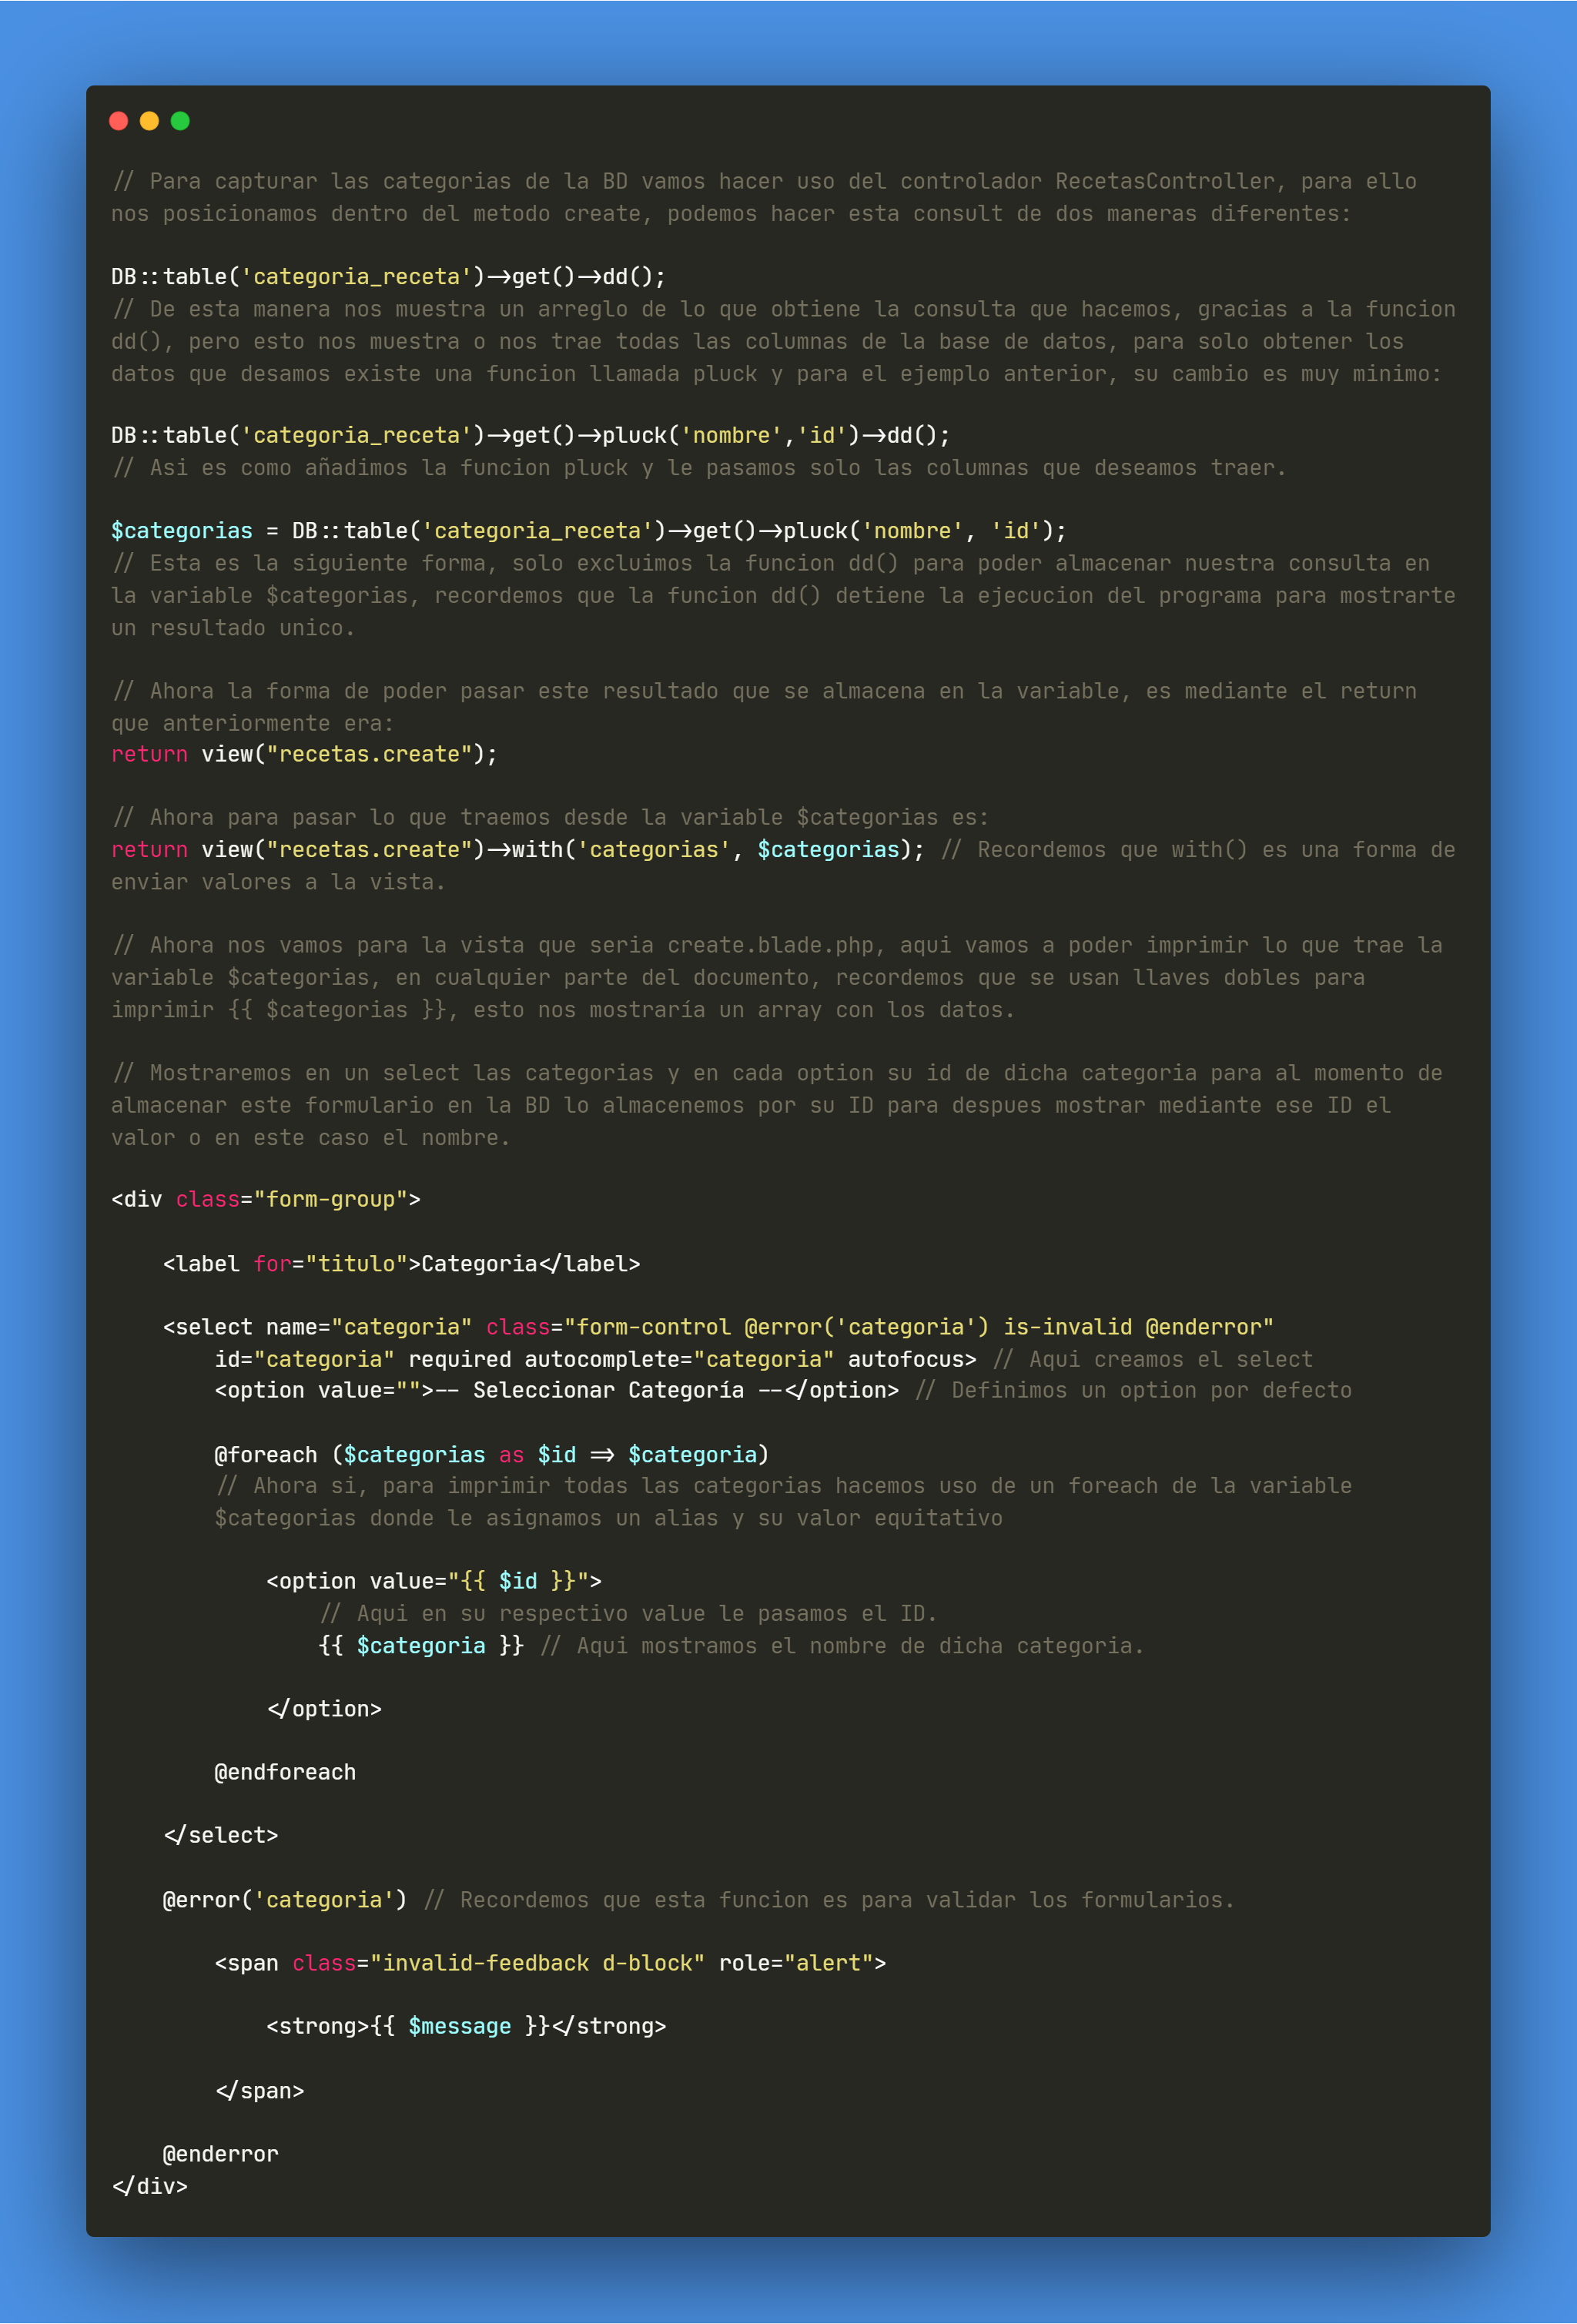 // Para capturar las categorias de la BD vamos hacer uso del controlador RecetasController, para ello
nos posicionamos dentro del metodo create, podemos hacer esta consult de dos maneras diferentes:
DB::table('categoria_receta')->get()->dd();
// De esta manera nos muestra un arreglo de lo que obtiene la consulta que hacemos, gracias a la funcion
dd(), pero esto nos muestra o nos trae todas las columnas de la base de datos, para solo obtener los
datos que desamos existe una funcion llamada pluck y para el ejemplo anterior, su cambio es muy minimo:
DB::table('categoria_receta')->get()->pluck('nombre','id')->dd();
// Asi es como añadimos la funcion pluck y le pasamos solo las columnas que deseamos traer.
$categorias = DB::table('categoria_receta')->get()->pluck('nombre', 'id');
// Esta es la siguiente forma, solo excluimos la funcion dd() para poder almacenar nuestra consulta en
la variable $categorias, recordemos que la funcion dd() detiene la ejecucion del programa para mostrarte
un resultado unico.
// Ahora la forma de poder pasar este resultado que se almacena en la variable, es mediante el return
que anteriormente era:
return view("recetas.create");
// Ahora para pasar lo que traemos desde la variable $categorias es:
return view("recetas.create")->with('categorias', $categorias); // Recordemos que with() es una forma de
enviar valores a la vista.
// Ahora nos vamos para la vista que seria create.blade.php, aqui vamos a poder imprimir lo que trae la
variable $categorias, en cualquier parte del documento, recordemos que se usan llaves dobles para
imprimir {{ $categorias }}, esto nos mostraría un array con los datos.
// Mostraremos en un select las categorias y en cada option su id de dicha categoria para al momento de
almacenar este formulario en la BD lo almacenemos por su ID para despues mostrar mediante ese ID el
valor o en este caso el nombre.
<div class="form-group">
<label for="titulo">Categoria</label>
<select name="categoria" class="form-control @error('categoria') is-invalid @enderror"
id="categoria" required autocomplete="categoria" autofocus> // Aqui creamos el select
<option value="">-- Seleccionar Categoría --</option> // Definimos un option por defecto
@foreach ($categorias as $id => $categoria)
// Ahora si, para imprimir todas las categorias hacemos uso de un foreach de la variable
$categorias donde le asignamos un alias y su valor equitativo
<option value="{{ $id }}">
// Aqui en su respectivo value le pasamos el ID.
{{ $categoria }} // Aqui mostramos el nombre de dicha categoria.
</option>
@endforeach
</select>
@error('categoria') // Recordemos que esta funcion es para validar los formularios.
<span class="invalid-feedback d-block" role="alert">
<strong>{{ $message }}</strong>
</span>
@enderror
</div>